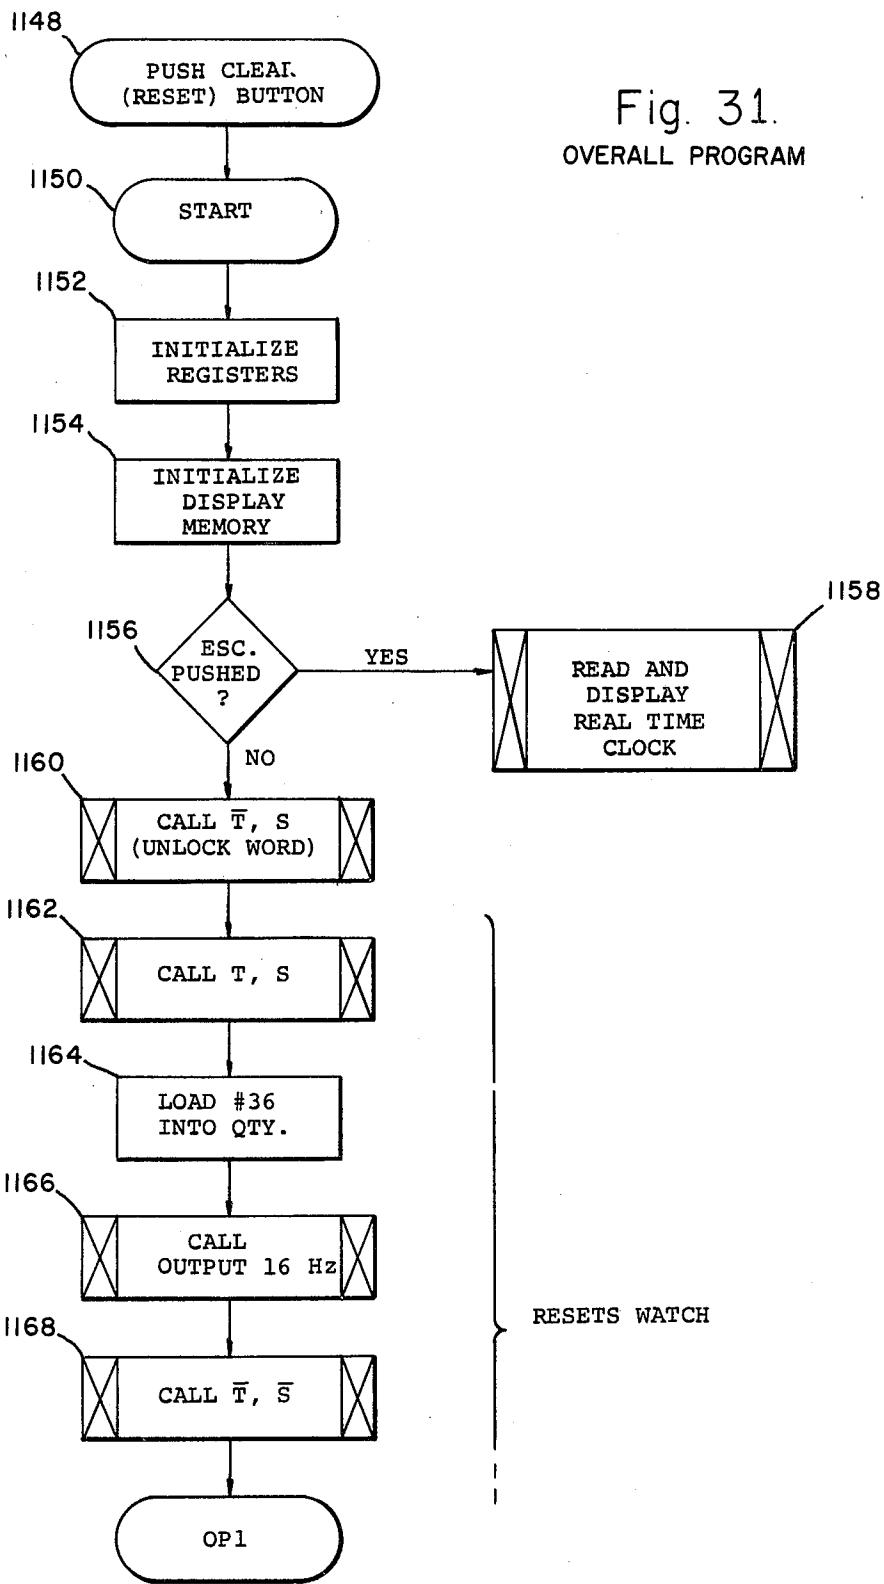 1148
PUSH CLEAR
(RESET) BUTTON
Fig. 31.
OVERALL PROGRAM
1150
START
1152
INITIALIZE
REGISTERS
1154
INITIALIZE
DISPLAY
MEMORY
1156
ESC.
PUSHED
?
YES
1158
READ AND
DISPLAY
REAL TIME
CLOCK
NO
1160
CALL T̅, S
(UNLOCK WORD)
1162
CALL T, S
1164
LOAD #36
INTO QTY.
1166
CALL
OUTPUT 16 Hz
RESETS WATCH
1168
CALL T̅, S̅
OP1